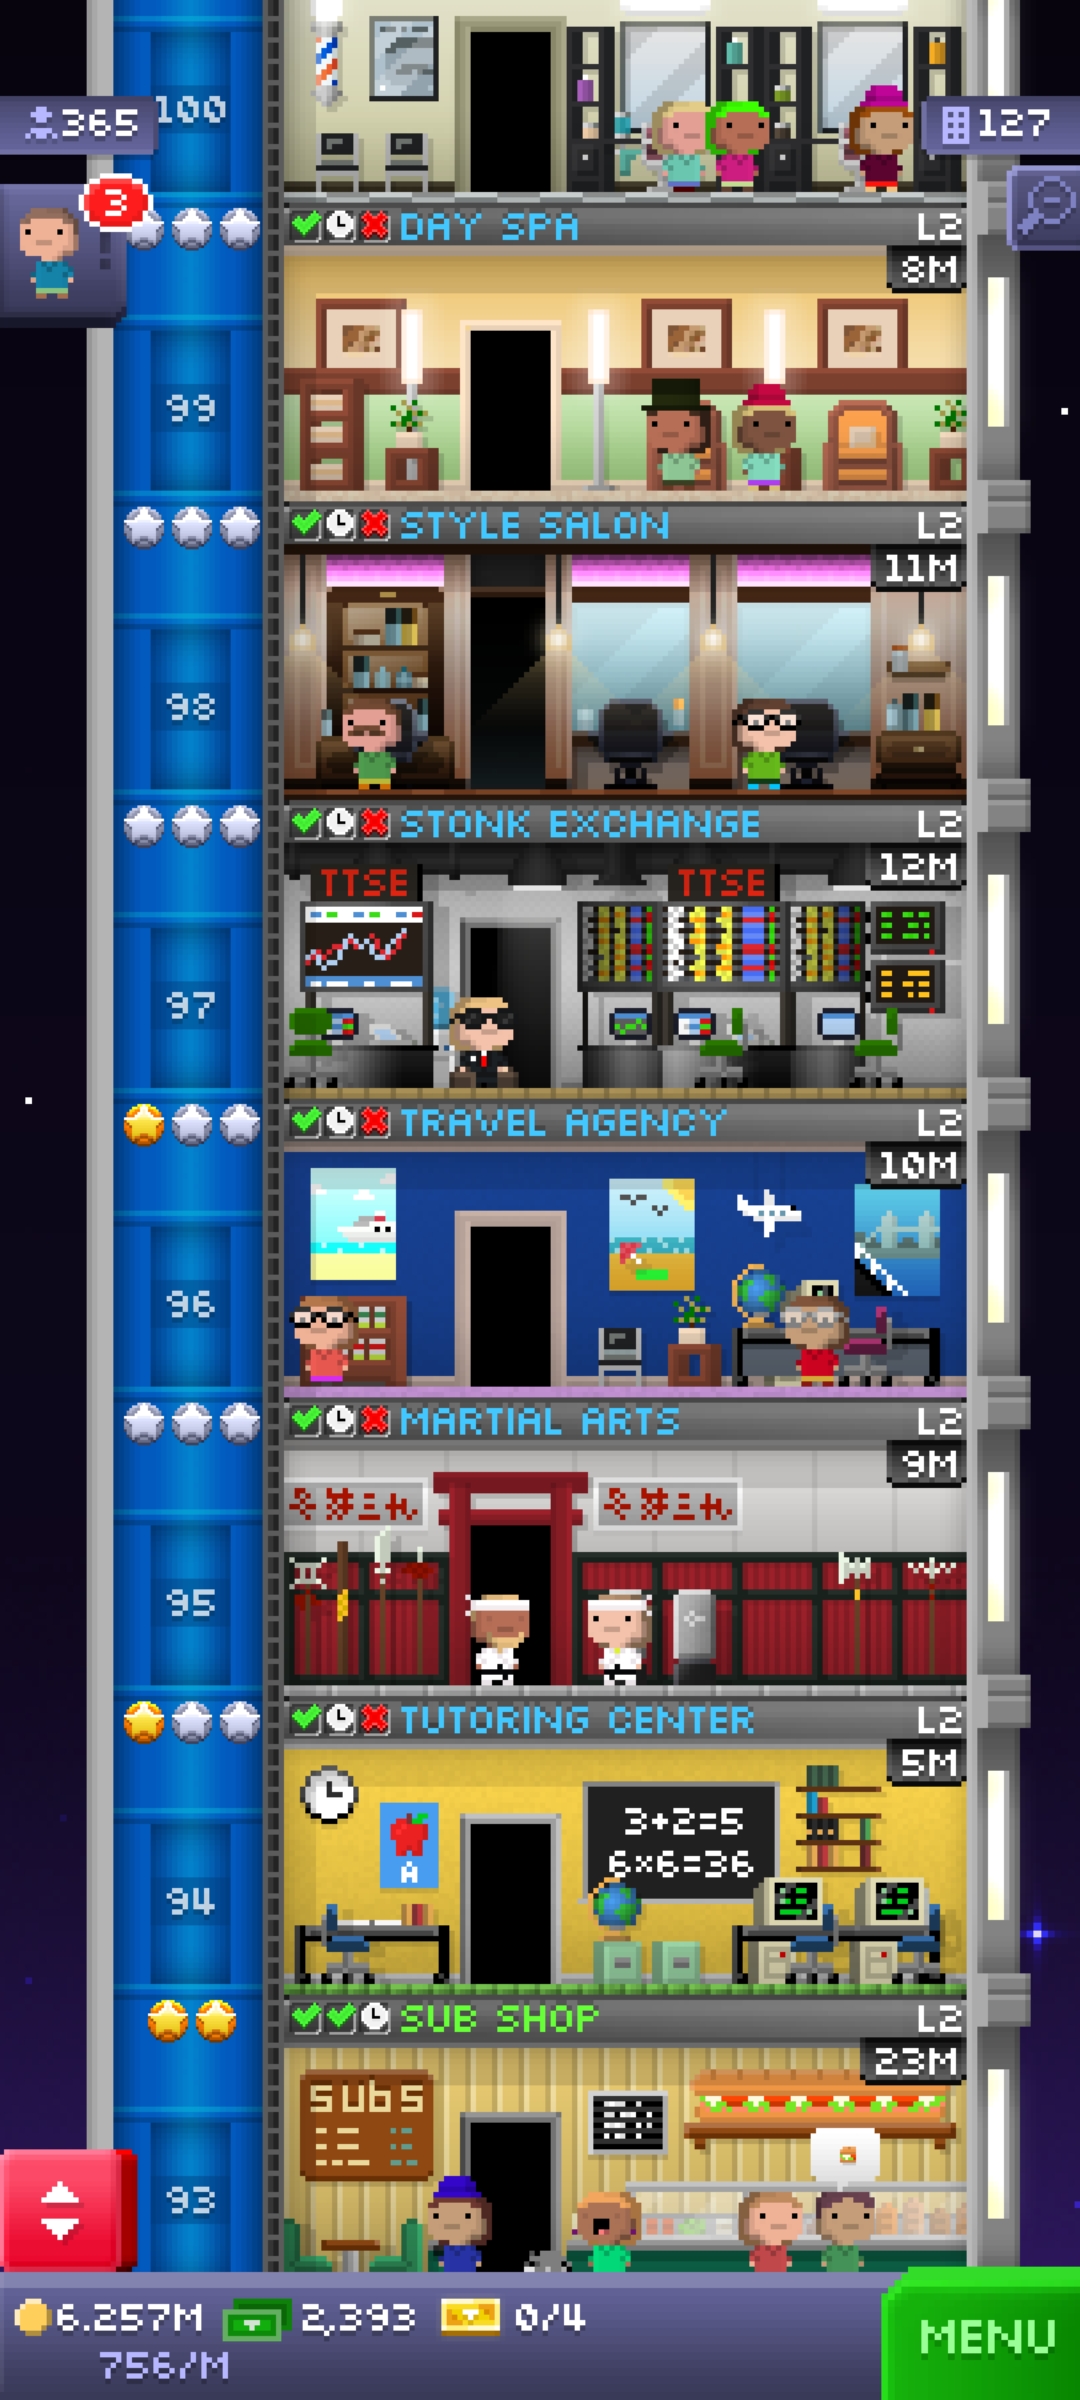 100
365
127
3
DAY SPA L2
8M
99
STYLE SALON L2
11M
98
STONK EXCHANGE L2
12M
TTSE TTSE
97
TRAVEL AGENCY L2
10M
96
MARTIAL ARTS L2
9M
95
TUTORING CENTER L2
5M
3+2=5
6×6=36
A
94
SUB SHOP L2
23M
SUBS
93
6.257M 2,393 0/4
756/M
MENU